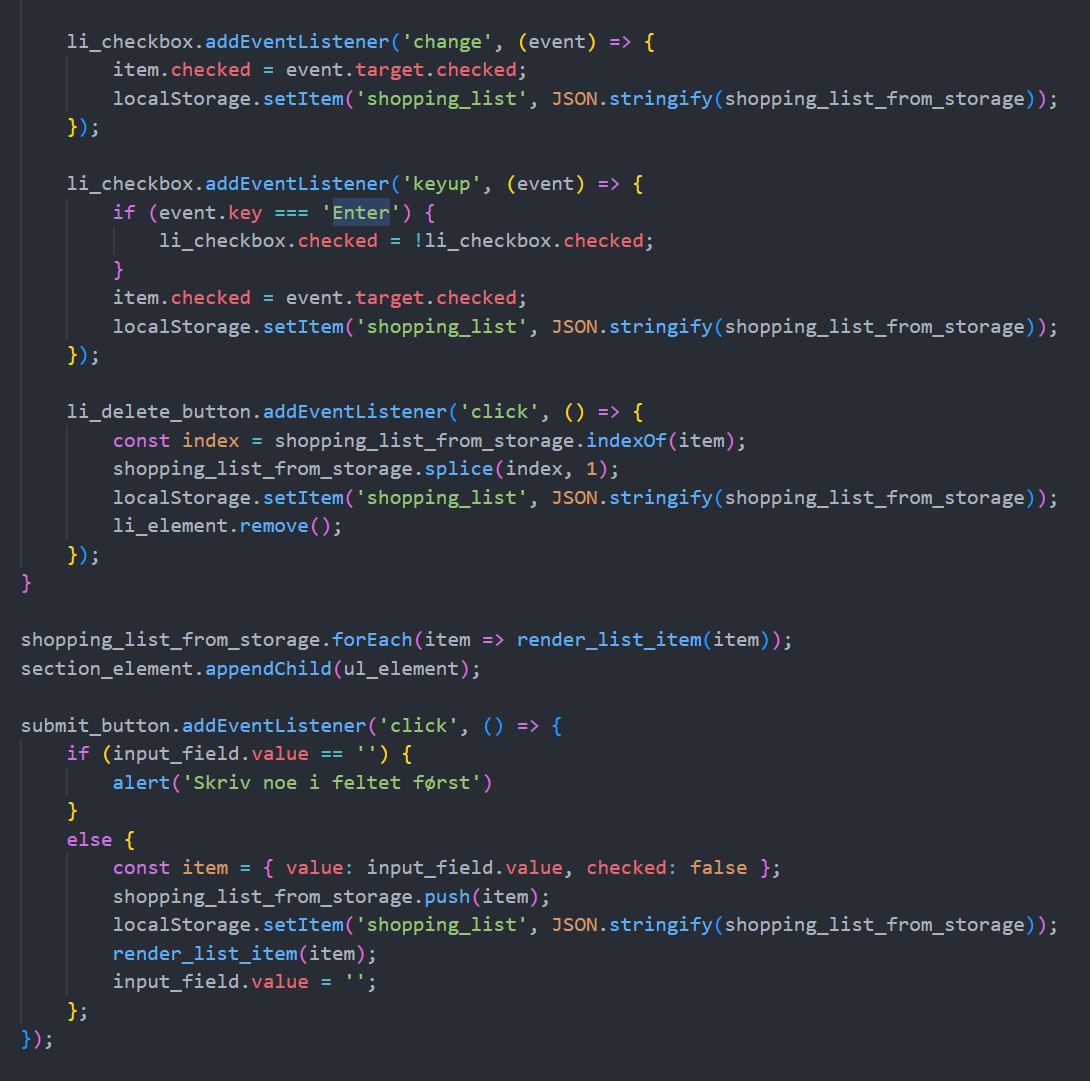 li_checkbox.addEventListener('change', (event) => {
item.checked = event.target.checked;
localStorage.setItem('shopping_list', JSON.stringify(shopping_list_from_storage));
});
li_checkbox.addEventListener('keyup', (event) => {
if (event.key === 'Enter') {
li_checkbox.checked = !li_checkbox.checked;
}
item.checked = event.target.checked;
localStorage.setItem('shopping_list', JSON.stringify(shopping_list_from_storage));
});
li_delete_button.addEventListener('click', () => {
const index = shopping_list_from_storage.indexOf(item);
shopping_list_from_storage.splice(index, 1);
localStorage.setItem('shopping_list', JSON.stringify(shopping_list_from_storage));
li_element.remove();
});
}
shopping_list_from_storage.forEach(item => render_list_item(item));
section_element.appendChild(ul_element);
submit_button.addEventListener('click', () => {
if (input_field.value == '') {
alert('Skriv noe i feltet først')
}
else {
const item = { value: input_field.value, checked: false };
shopping_list_from_storage.push(item);
localStorage.setItem('shopping_list', JSON.stringify(shopping_list_from_storage));
render_list_item(item);
input_field.value = '';
};
});